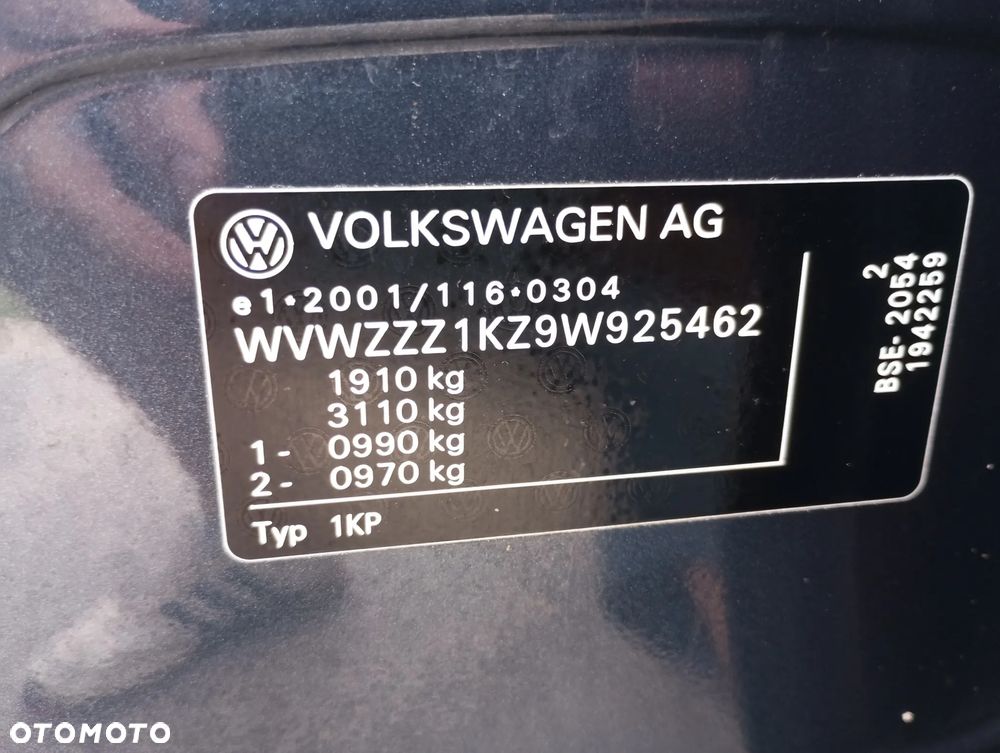 VOLKSWAGEN AG
e1*2001/116*0304
WVWZZZ1KZ9W925462
1910 kg
3110 kg
1- 0990 kg
2- 0970 kg
Typ 1KP
2
BSE-2054
1942259
OTOMOTO